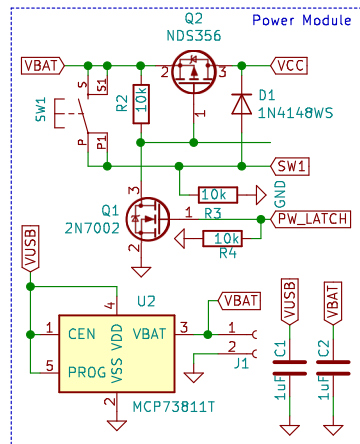 Power Module
Q2
NDS356
VBAT
2
3
VCC
1
S
S1
SW1
P
P1
R2
10k
D1
1N4148WS
SW1
10k
R3
GND
Q1
2N7002
3
1
2
PW_LATCH
10k
R4
VUSB
U2
4
1
CEN
VDD
VBAT
3
VBAT
1
2
J1
5
PROG
VSS
2
MCP73811T
VUSB
C1
1uF
VBAT
C2
1uF